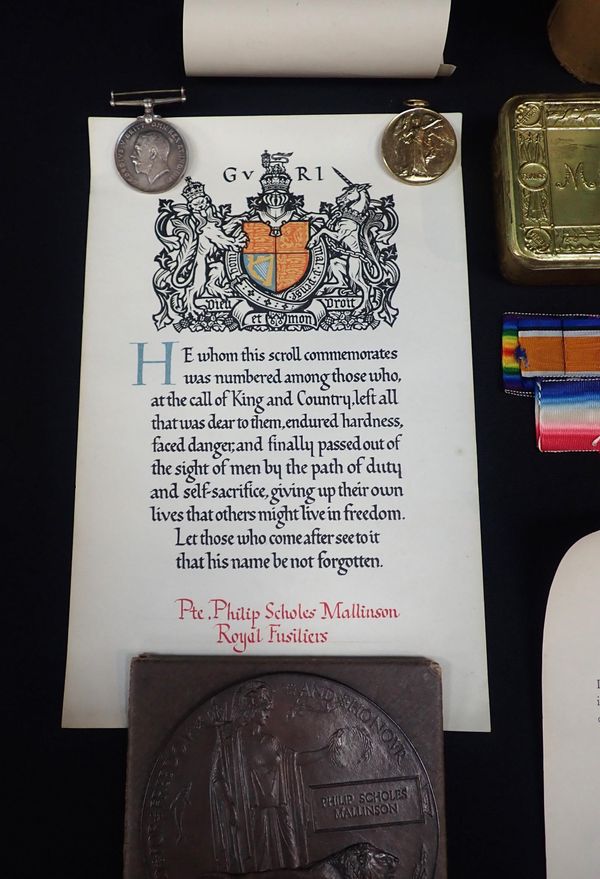 GV RI
Dieu et mon Droit
HE whom this scroll commemorates
was numbered among those who,
at the call of King and Country, left all
that was dear to them, endured hardness,
faced danger, and finally passed out of
the sight of men by the path of duty
and self-sacrifice, giving up their own
lives that others might live in freedom.
Let those who come after see to it
that his name be not forgotten.
Pte. Philip Scholes Mallinson
Royal Fusiliers
AND HONOUR
PHILIP SCHOLES
MALLINSON